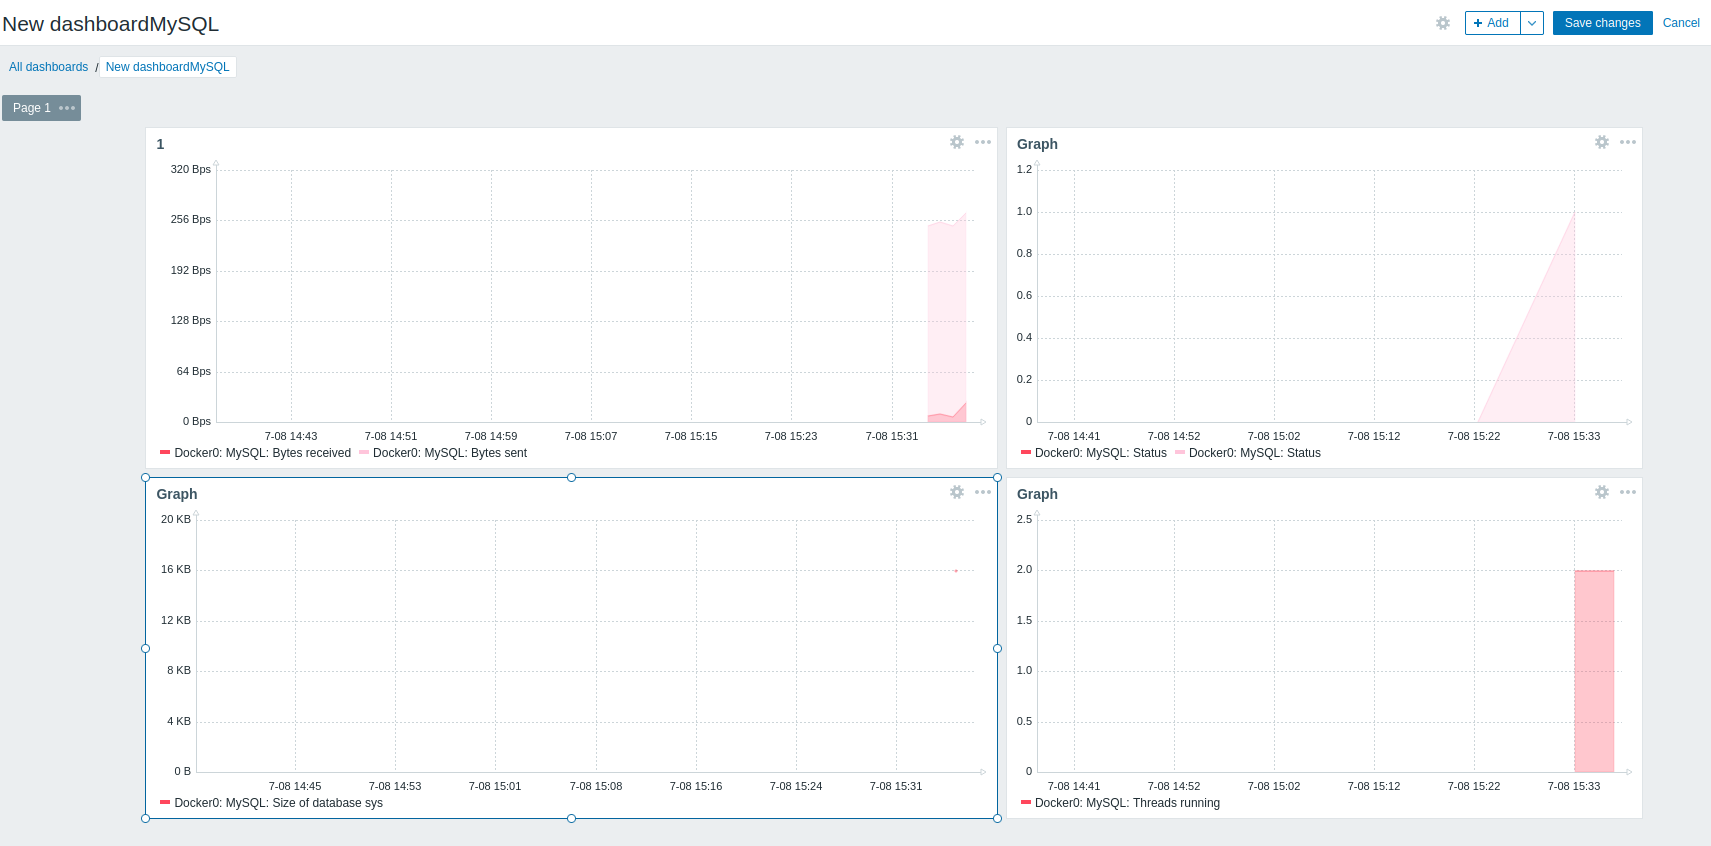 New dashboardMySQL
Add
Save changes
Cancel
All dashboards / New dashboardMySQL
Page 1
1
320 Bps
256 Bps
192 Bps
128 Bps
64 Bps
0 Bps
7-08 14:43 7-08 14:51 7-08 14:59 7-08 15:07 7-08 15:15 7-08 15:23 7-08 15:31
Docker0: MySQL: Bytes received Docker0: MySQL: Bytes sent
Graph
1.2
1.0
0.8
0.6
0.4
0.2
0
7-08 14:41 7-08 14:52 7-08 15:02 7-08 15:12 7-08 15:22 7-08 15:33
Docker0: MySQL: Status Docker0: MySQL: Status
Graph
20 KB
16 KB
12 KB
8 KB
4 KB
0 B
7-08 14:45 7-08 14:53 7-08 15:01 7-08 15:08 7-08 15:16 7-08 15:24 7-08 15:31
Docker0: MySQL: Size of database sys
Graph
2.5
2.0
1.5
1.0
0.5
0
7-08 14:41 7-08 14:52 7-08 15:02 7-08 15:12 7-08 15:22 7-08 15:33
Docker0: MySQL: Threads running